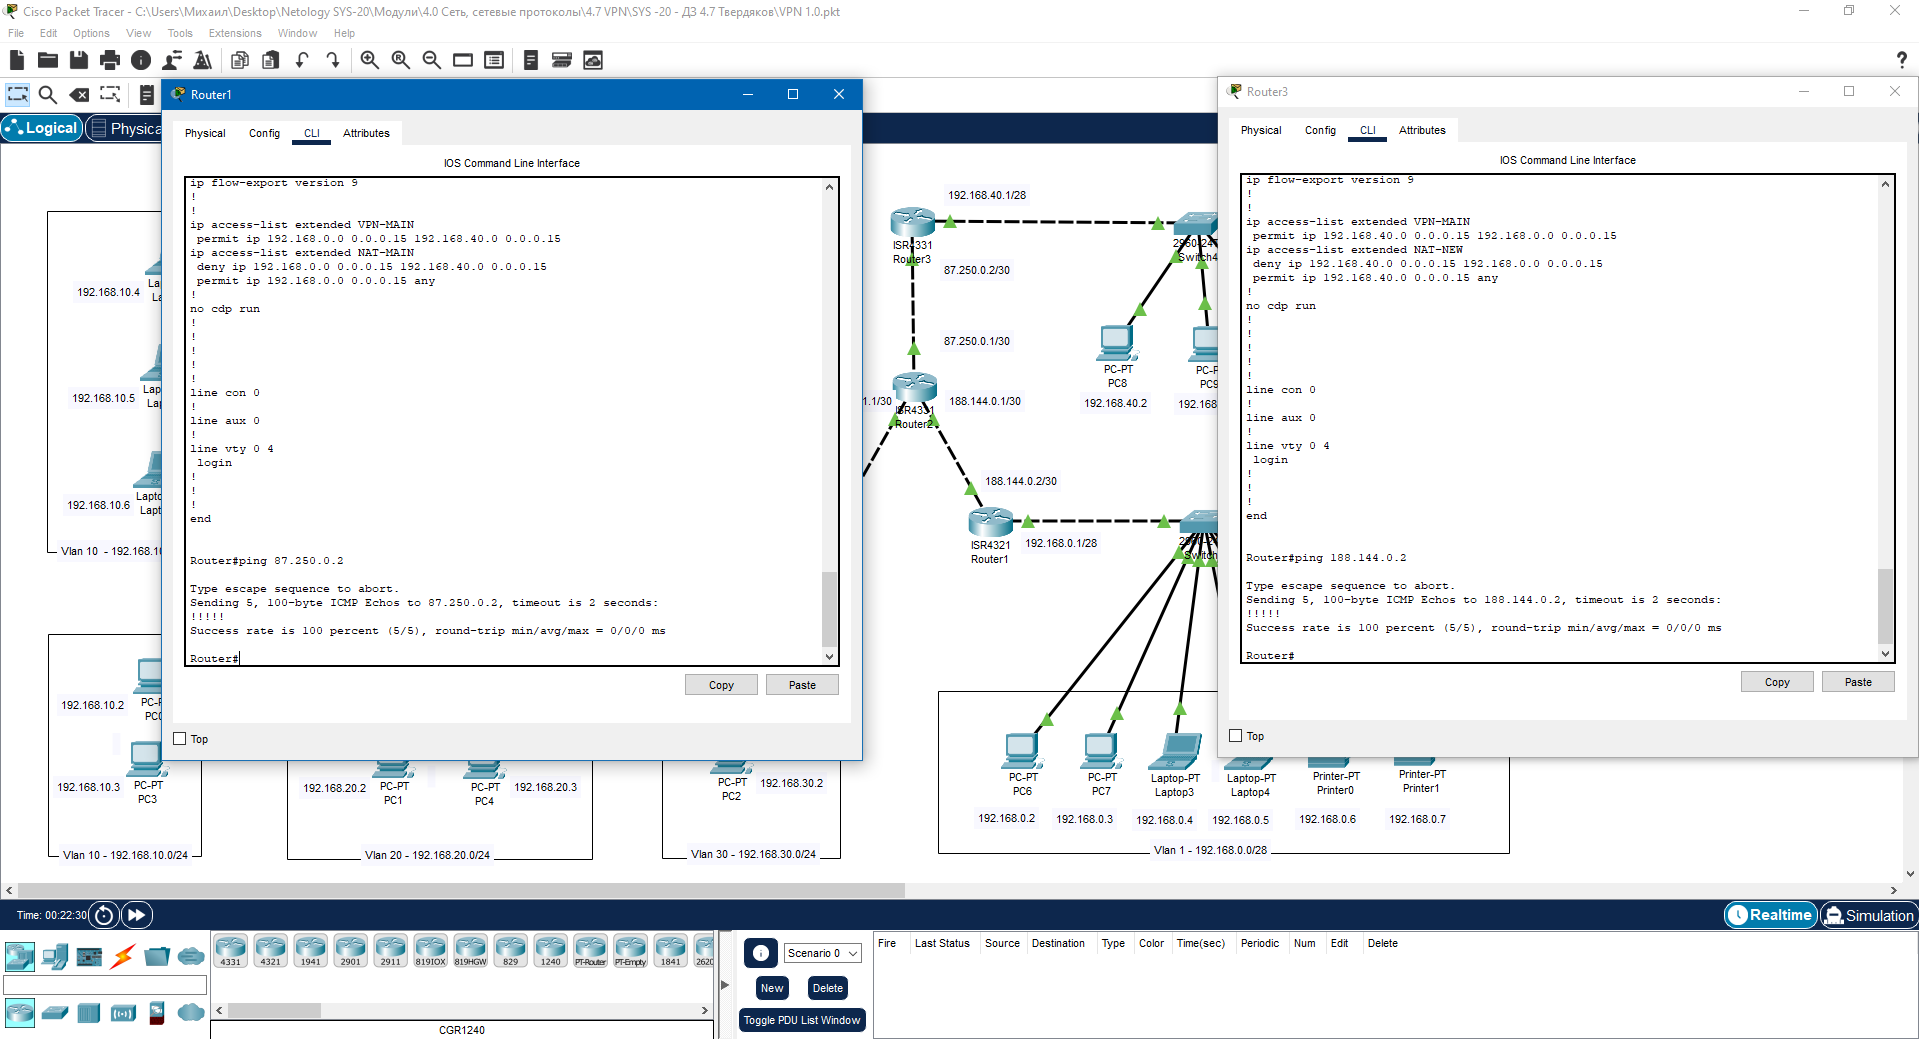 Cisco Packet Tracer - C:\Users\Михаил\Desktop\Netology SYS-20\Модули\4.0 Сеть, сетевые протоколы\4.7 VPN\SYS -20 - ДЗ 4.7 Твердяков\VPN 1.0.pkt
File Edit Options View Tools Extensions Window Help
Logical
Physica
Router1
Physical Config CLI Attributes
IOS Command Line Interface
ip flow-export version 9
!
!
ip access-list extended VPN-MAIN
permit ip 192.168.0.0 0.0.0.15 192.168.40.0 0.0.0.15
ip access-list extended NAT-MAIN
deny ip 192.168.0.0 0.0.0.15 192.168.40.0 0.0.0.15
permit ip 192.168.0.0 0.0.0.15 any
!
no cdp run
!
!
!
!
!
line con 0
!
line aux 0
!
line vty 0 4
login
!
!
!
end
Router#ping 87.250.0.2
Type escape sequence to abort.
Sending 5, 100-byte ICMP Echos to 87.250.0.2, timeout is 2 seconds:
!!!!!
Success rate is 100 percent (5/5), round-trip min/avg/max = 0/0/0 ms
Router#
Copy Paste
Top
Router3
Physical Config CLI Attributes
IOS Command Line Interface
ip flow-export version 9
!
!
ip access-list extended VPN-MAIN
permit ip 192.168.40.0 0.0.0.15 192.168.0.0 0.0.0.15
ip access-list extended NAT-NEW
deny ip 192.168.40.0 0.0.0.15 192.168.0.0 0.0.0.15
permit ip 192.168.40.0 0.0.0.15 any
!
no cdp run
!
!
!
!
!
line con 0
!
line aux 0
!
line vty 0 4
login
!
!
!
end
Router#ping 188.144.0.2
Type escape sequence to abort.
Sending 5, 100-byte ICMP Echos to 188.144.0.2, timeout is 2 seconds:
!!!!!
Success rate is 100 percent (5/5), round-trip min/avg/max = 0/0/0 ms
Router#
Copy Paste
Top
192.168.40.1/28
ISR4331
Router3
87.250.0.2/30
Switch4
87.250.0.1/30
PC-PT
PC8
192.168.40.2
PC-P
PC9
192.168
.1/30
188.144.0.1/30
ISR4331
Router2
188.144.0.2/30
ISR4321
Router1
192.168.0.1/28
Switch
192.168.10.4
La
La
192.168.10.5
Lap
Lap
192.168.10.6
Lapto
Lapt
Vlan 10 - 192.168.10
192.168.10.2
PC-P
PC0
192.168.10.3
PC-PT
PC3
Vlan 10 - 192.168.10.0/24
192.168.20.2
PC-PT
PC1
PC-PT
PC4
192.168.20.3
Vlan 20 - 192.168.20.0/24
PC-PT
PC2
192.168.30.2
Vlan 30 - 192.168.30.0/24
PC-PT
PC6
192.168.0.2
PC-PT
PC7
192.168.0.3
Laptop-PT
Laptop3
192.168.0.4
Laptop-PT
Laptop4
192.168.0.5
Printer-PT
Printer0
192.168.0.6
Printer-PT
Printer1
192.168.0.7
Vlan 1 - 192.168.0.0/28
Time: 00:22:30
Realtime
Simulation
4331 4321 1941 2901 2911 819IOX 819HGW 829 1240 PT-Router PT-Empty 1841 2620
CGR1240
Scenario 0
New Delete
Toggle PDU List Window
Fire Last Status Source Destination Type Color Time(sec) Periodic Num Edit Delete